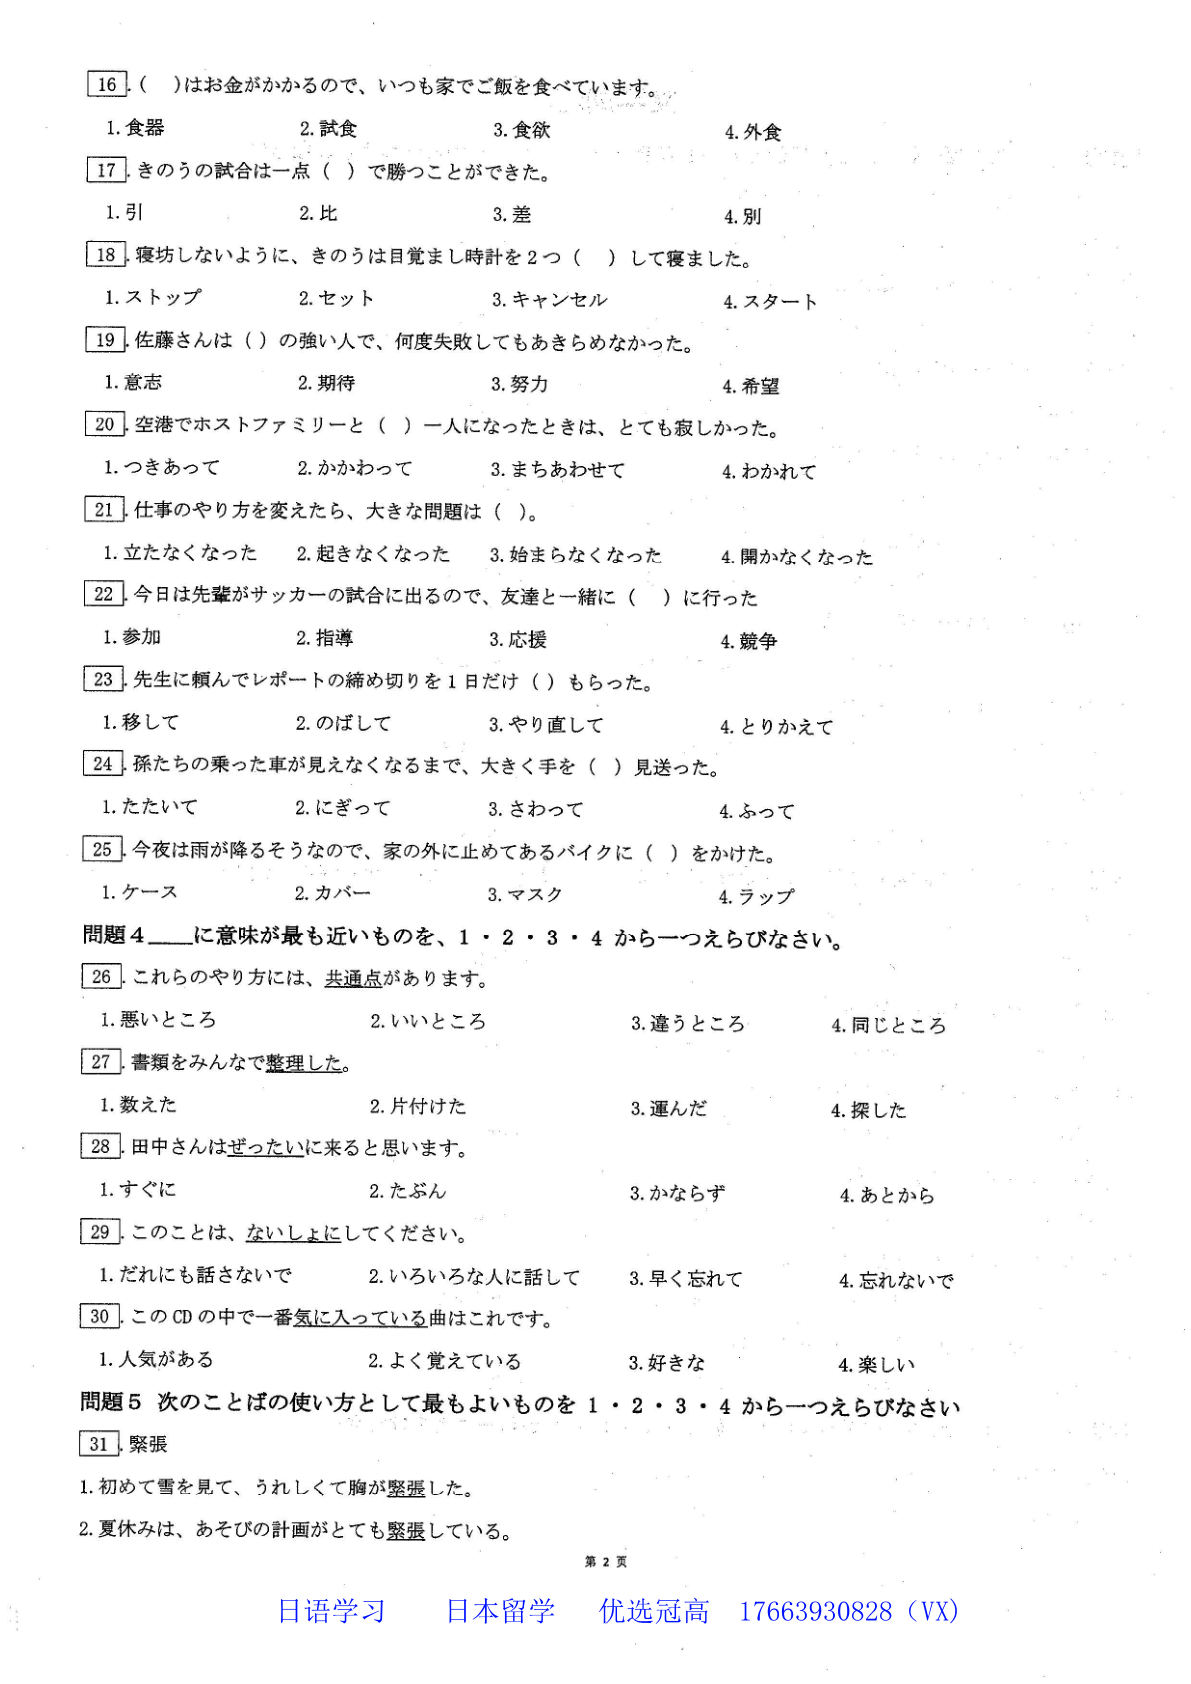 16.(　)はお金がかかるので、いつも家でご飯を食べています。
1.食器　2.試食　3.食欲　4.外食
17.きのうの試合は一点（　）で勝つことができた。
1.引　2.比　3.差　4.別
18.寝坊しないように、きのうは目覚まし時計を2つ（　）して寝ました。
1.ストップ　2.セット　3.キャンセル　4.スタート
19.佐藤さんは（）の強い人で、何度失敗してもあきらめなかった。
1.意志　2.期待　3.努力　4.希望
20.空港でホストファミリーと（　）一人になったときは、とても寂しかった。
1.つきあって　2.かかわって　3.まちあわせて　4.わかれて
21.仕事のやり方を変えたら、大きな問題は（　）。
1.立たなくなった　2.起きなくなった　3.始まらなくなった　4.開かなくなった
22.今日は先輩がサッカーの試合に出るので、友達と一緒に（　）に行った
1.参加　2.指導　3.応援　4.競争
23.先生に頼んでレポートの締め切りを1日だけ（）もらった。
1.移して　2.のばして　3.やり直して　4.とりかえて
24.孫たちの乗った車が見えなくなるまで、大きく手を（　）見送った。
1.たたいて　2.にぎって　3.さわって　4.ふって
25.今夜は雨が降るそうなので、家の外に止めてあるバイクに（　）をかけた。
1.ケース　2.カバー　3.マスク　4.ラップ
問題4____に意味が最も近いものを、1・2・3・4 から一つえらびなさい。
26.これらのやり方には、共通点があります。
1.悪いところ　2.いいところ　3.違うところ　4.同じところ
27.書類をみんなで整理した。
1.数えた　2.片付けた　3.運んだ　4.探した
28.田中さんはぜったいに来ると思います。
1.すぐに　2.たぶん　3.かならず　4.あとから
29.このことは、ないしょにしてください。
1.だれにも話さないで　2.いろいろな人に話して　3.早く忘れて　4.忘れないで
30.このCDの中で一番気に入っている曲はこれです。
1.人気がある　2.よく覚えている　3.好きな　4.楽しい
問題5 次のことばの使い方として最もよいものを 1・2・3・4 から一つえらびなさい
31.緊張
1.初めて雪を見て、うれしくて胸が緊張した。
2.夏休みは、あそびの計画がとても緊張している。
第 2 页
日语学习　日本留学　优选冠高　17663930828（VX)